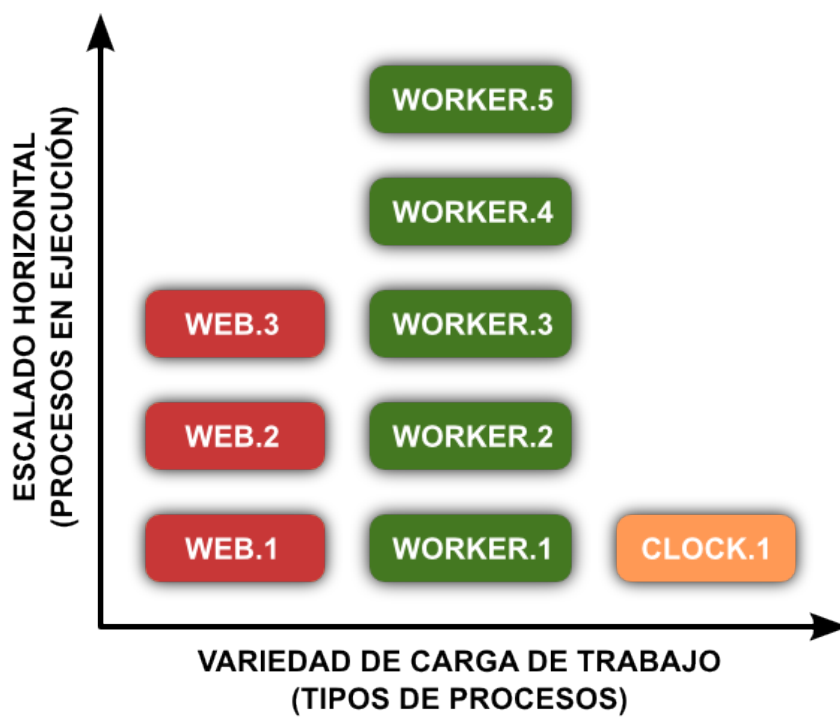 ESCALADO HORIZONTAL
(PROCESOS EN EJECUCIÓN)
WORKER.5
WORKER.4
WEB.3
WORKER.3
WEB.2
WORKER.2
WEB.1
WORKER.1
CLOCK.1
VARIEDAD DE CARGA DE TRABAJO
(TIPOS DE PROCESOS)